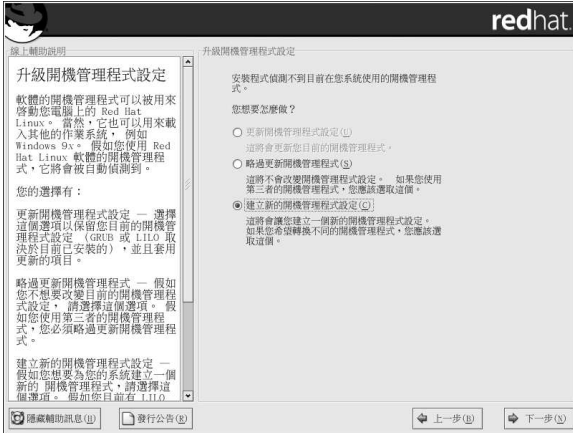 redhat.
線上輔助說明
升級開機管理程式設定
軟體的開機管理程式可以被用來
啓動您電腦上的 Red Hat
Linux。 當然，它也可以用來載
入其他的作業系統， 例如
Windows 9x。 假如您使用 Red
Hat Linux 軟體的開機管理程
式，它將會被自動偵測到。
您的選擇有：
更新開機管理程式設定 — 選擇
這個選項以保留您目前的開機管
理程式設定 （GRUB 或 LILO 取
決於目前已安裝的），並且套用
更新的項目。
略過更新開機管理程式 — 假如
您不想要改變目前的開機管理程
式設定， 請選擇這個選項。 假
如您使用第三者的開機管理程
式，您必須略過更新開機管理程
式。
建立新的開機管理程式設定 —
假如您想要為您的系統建立一個
新的 開機管理程式，請選擇這
個選項。 假如您目前有 LILO
升級開機管理程式設定
安裝程式偵測不到目前在您系統使用的開機管理程
式。
您想要怎麼做？
更新開機管理程式設定(U)
這將會更新您目前的開機管理程式。
略過更新開機管理程式(S)
這將不會改變開機管理設定。 如果您使用
第三者的開機管理程式，您應該選取這個。
建立新的開機管理程式設定(C)
這將會讓您建立一個新的開機管理程式設定。
如果您希望轉換不同的開機管理程式，您應該選
取這個。
隱藏輔助訊息(H)
發行公告(R)
上一步(B)
下一步(N)